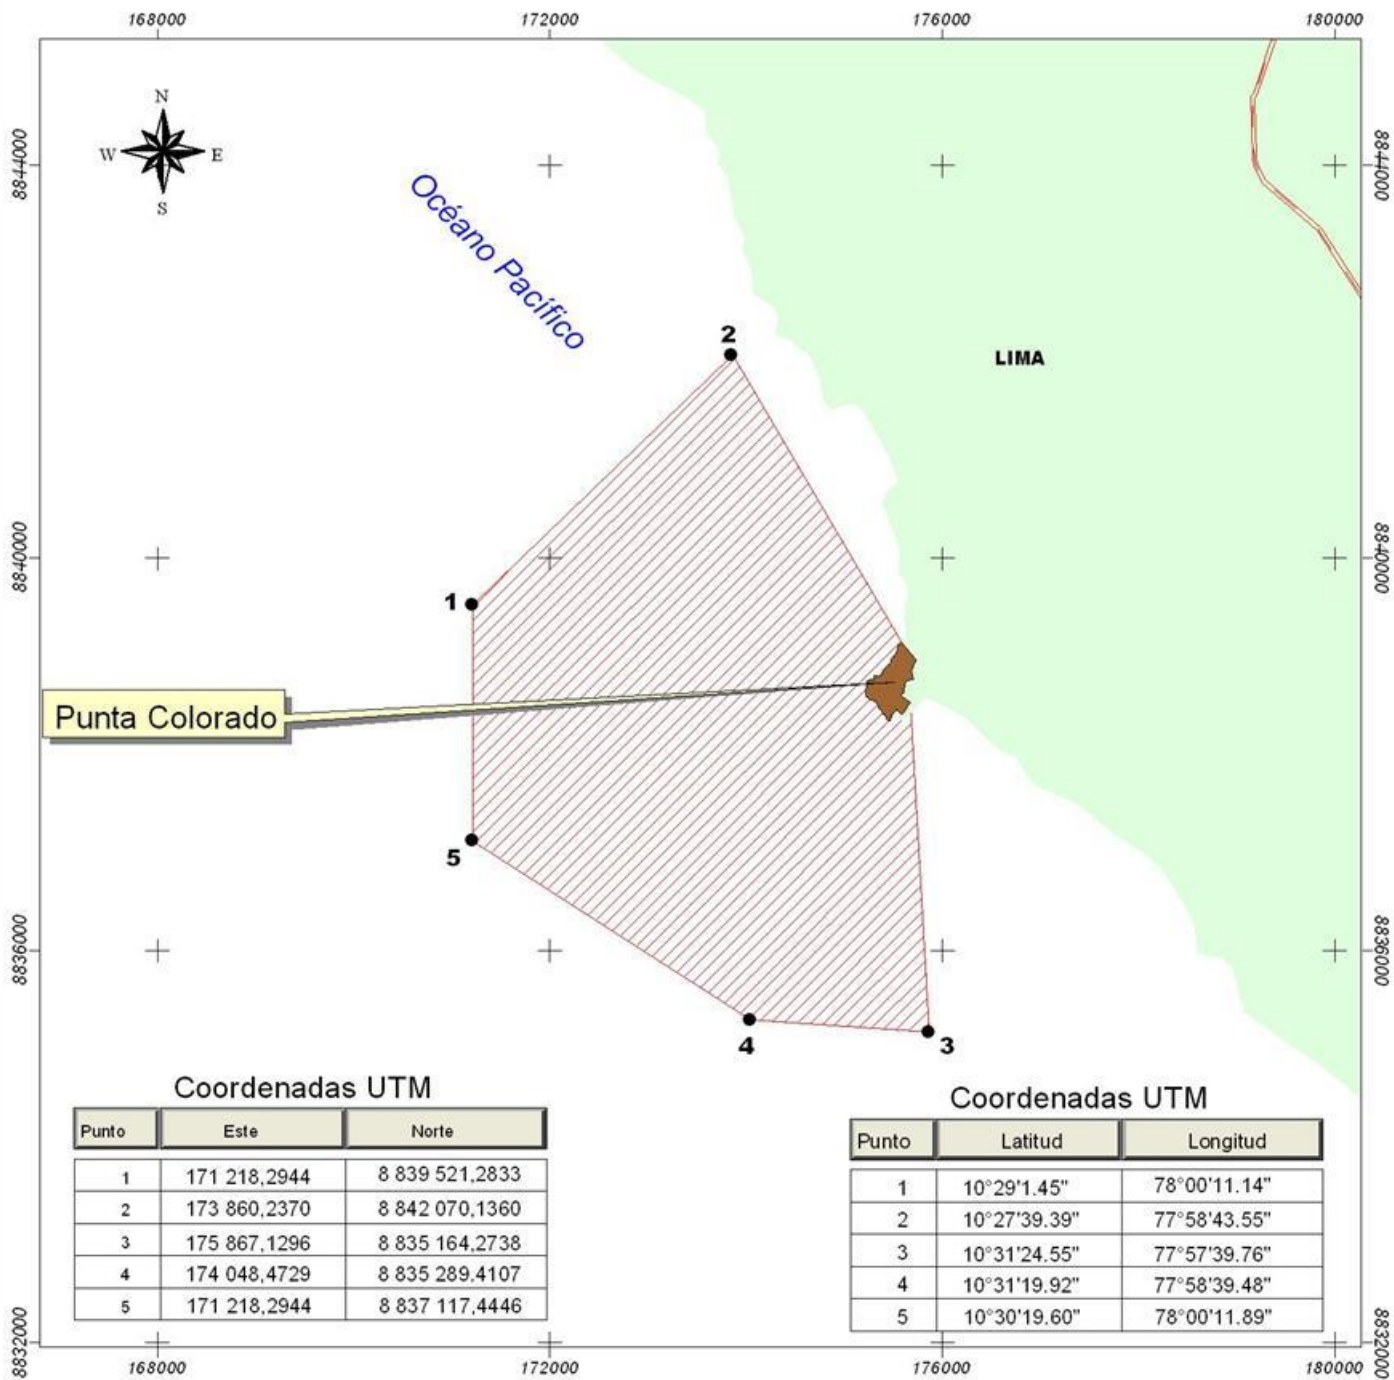 168000 172000 176000 180000
N
W E
S
8844000 8844000
Océano Pacífico
2
LIMA
8840000 8840000
1
Punta Colorado
5
8836000 8836000
4 3
Coordenadas UTM
Punto Este Norte
1 171 218,2944 8 839 521,2833
2 173 860,2370 8 842 070,1360
3 175 867,1296 8 835 164,2738
4 174 048,4729 8 835 289.4107
5 171 218,2944 8 837 117,4446
Coordenadas UTM
Punto Latitud Longitud
1 10°29'1.45" 78°00'11.14"
2 10°27'39.39" 77°58'43.55"
3 10°31'24.55" 77°57'39.76"
4 10°31'19.92" 77°58'39.48"
5 10°30'19.60" 78°00'11.89"
8832000 8832000
168000 172000 176000 180000